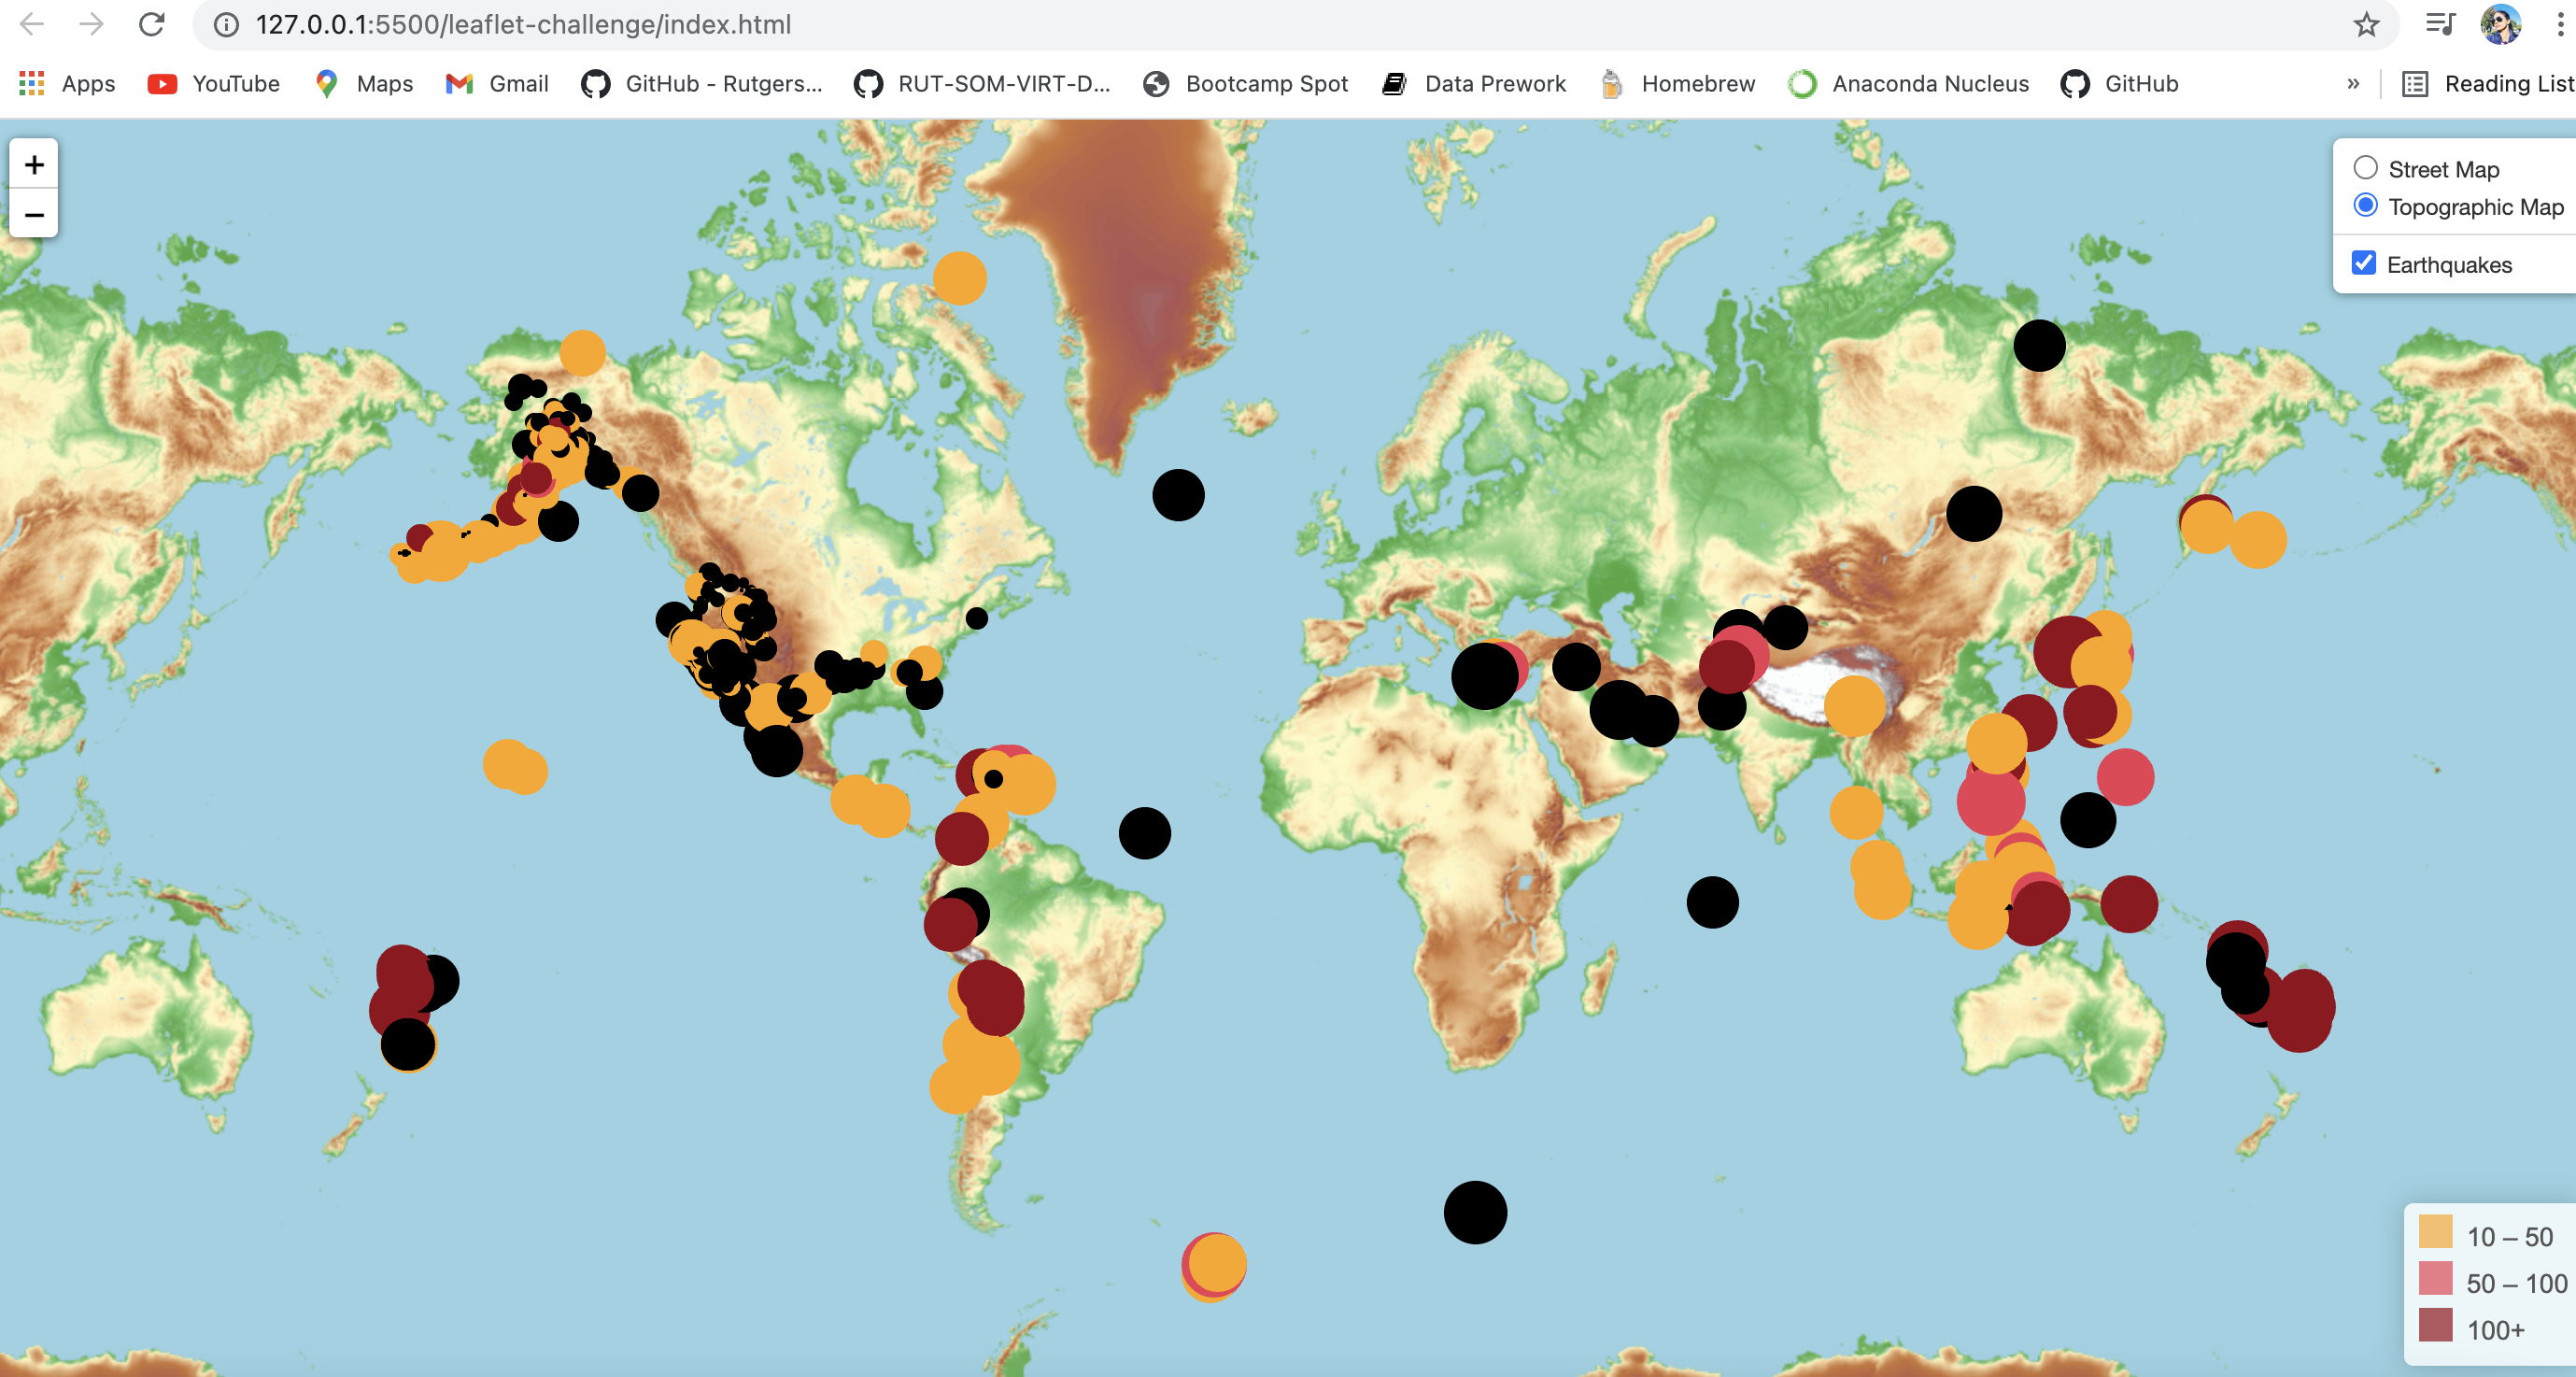 127.0.0.1:5500/leaflet-challenge/index.html
Apps YouTube Maps Gmail GitHub - Rutgers... RUT-SOM-VIRT-D... Bootcamp Spot Data Prework Homebrew Anaconda Nucleus GitHub » Reading List
+
−
Street Map
Topographic Map
Earthquakes
10 – 50
50 – 100
100+